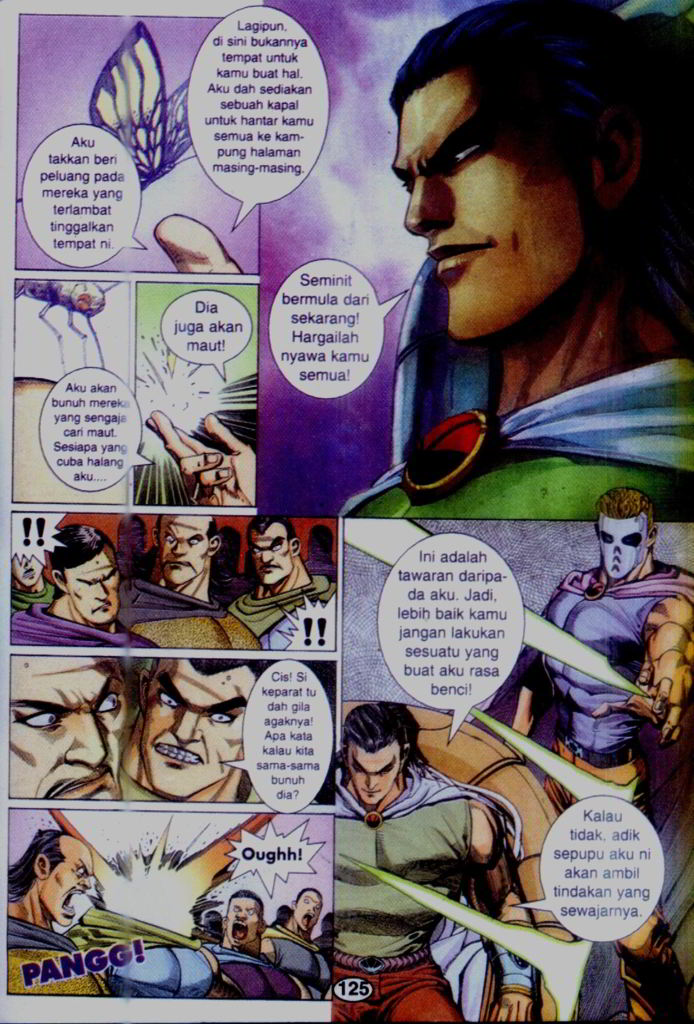 Lagipun,
di sini bukannya
tempat untuk
kamu buat hal.
Aku dah sediakan
sebuah kapal
untuk hantar kamu
semua ke kam-
pung halaman
masing-masing.
Aku
takkan beri
peluang pada
mereka yang
terlambat
tinggalkan
tempat ni.
Seminit
bermula dari
sekarang!
Hargailah
nyawa kamu
semua!
Dia
juga akan
maut!
Aku akan
bunuh mereka
yang sengaja
cari maut.
Sesiapa yang
cuba halang
aku....
!!
!!
Ini adalah
tawaran daripa-
da aku. Jadi,
lebih baik kamu
jangan lakukan
sesuatu yang
buat aku rasa
benci!
Cis! Si
keparat tu
dah gila
agaknya!
Apa kata
kalau kita
sama-sama
bunuh
dia?
Kalau
tidak, adik
sepupu aku ni
akan ambil
tindakan yang
sewajarnya.
Oughh!
PANGG!
125